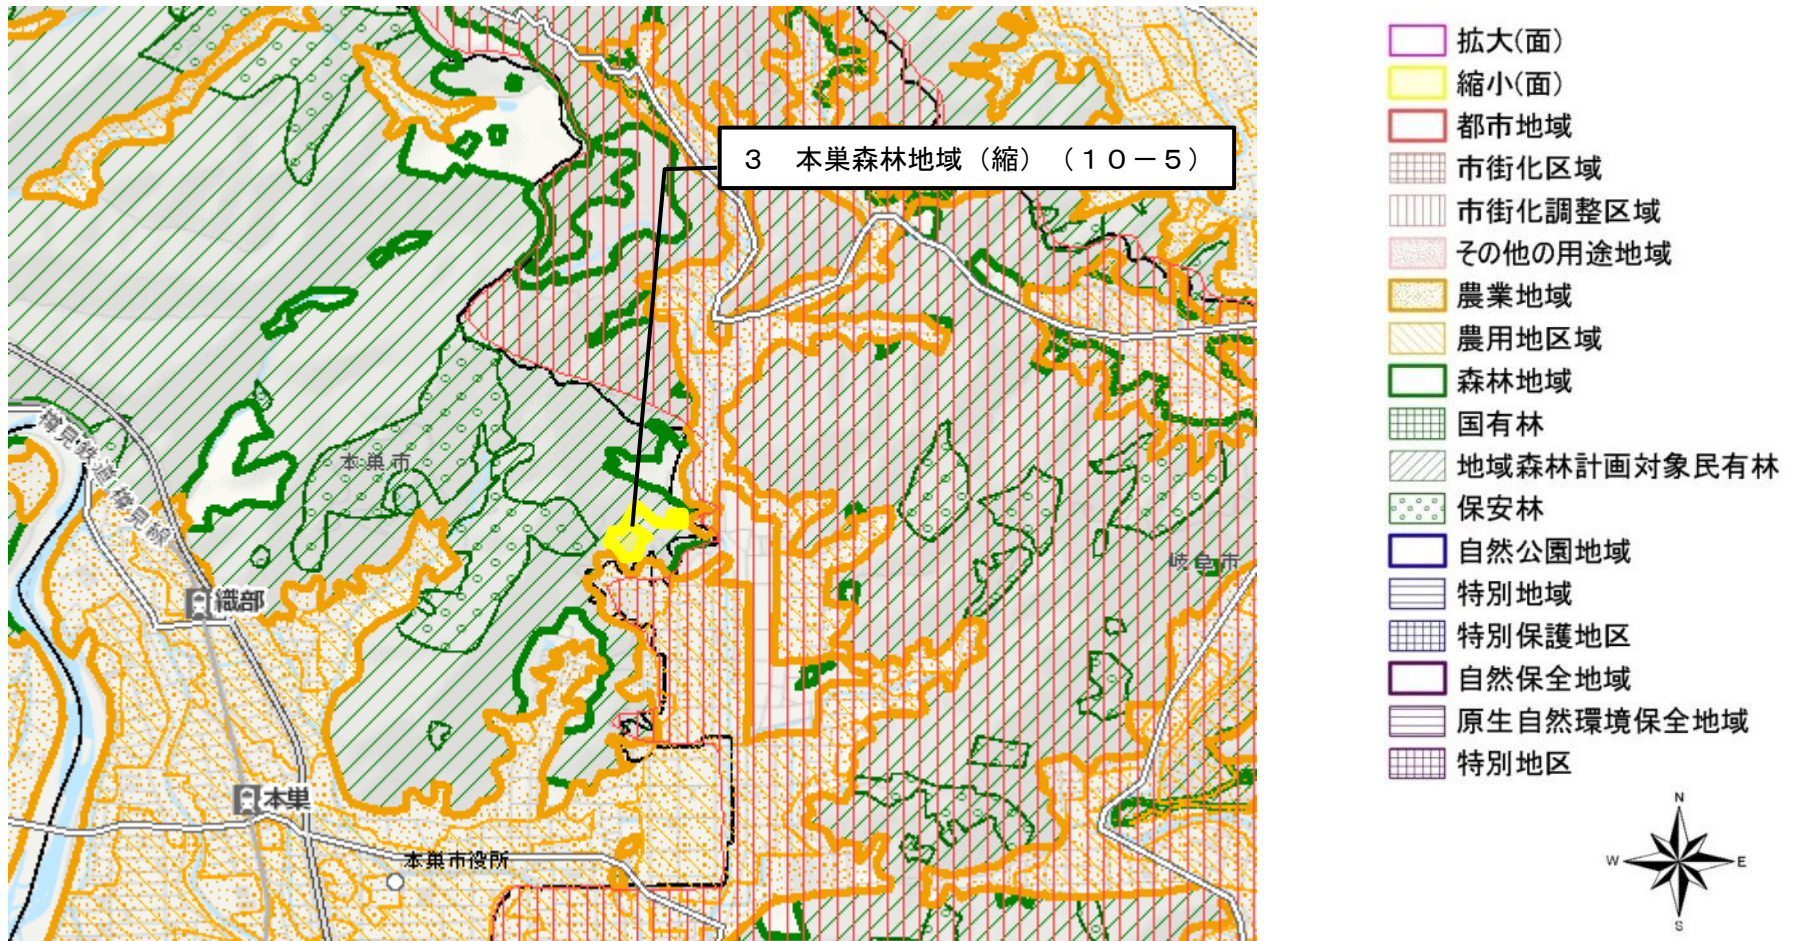 3 本巣森林地域（縮）（１０－５）
本巣市
樽見鉄道樽見線
織部
岐阜市
本巣
本巣市役所
拡大(面)
縮小(面)
都市地域
市街化区域
市街化調整区域
その他の用途地域
農業地域
農用地区域
森林地域
国有林
地域森林計画対象民有林
保安林
自然公園地域
特別地域
特別保護地区
自然保全地域
原生自然環境保全地域
特別地区
N
W
E
S